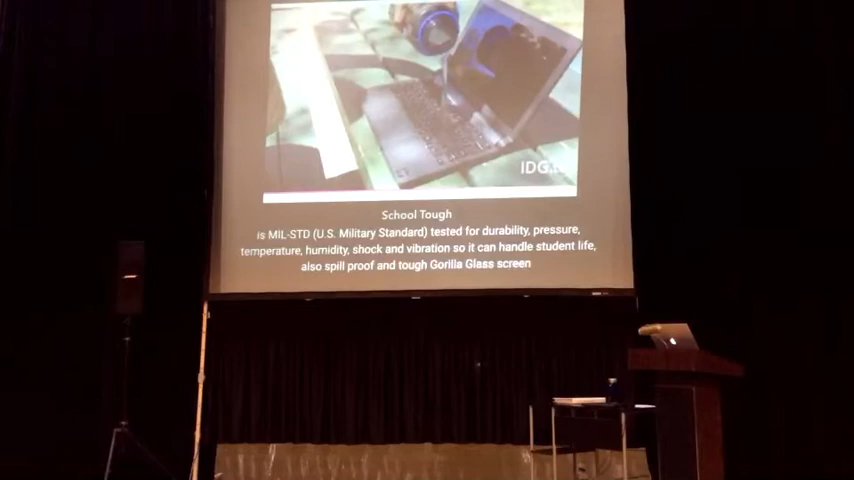 IDG.
School Tough
is MIL-STD (U.S. Military Standard) tested for durability, pressure,
temperature, humidity, shock and vibration so it can handle student life,
also spill proof and tough Gorilla Glass screen